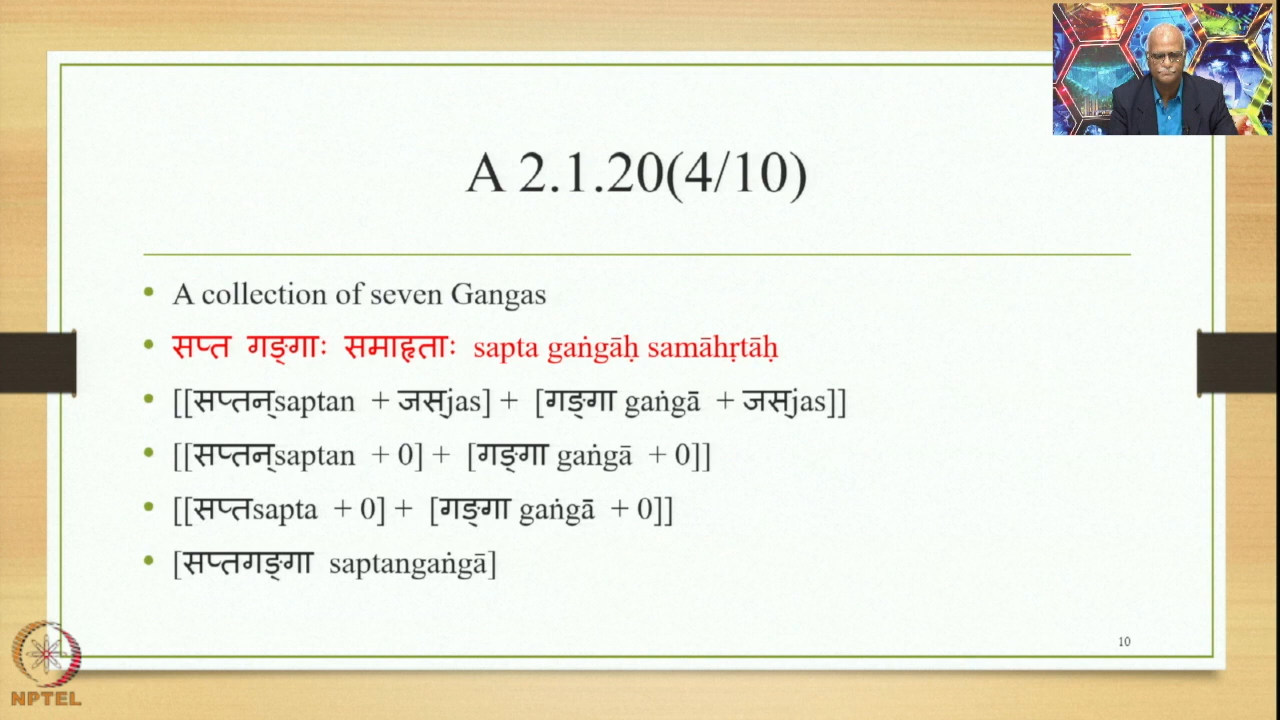 A 2.1.20(4/10)
A collection of seven Gangas
सप्त गङ्गाः समाहृताः sapta gaṅgāḥ samāhṛtāḥ
[[सप्तन्saptan + जस्jas] + [गङ्गा gaṅgā + जस्jas]]
[[सप्तन्saptan + 0] + [गङ्गा gaṅgā + 0]]
[[सप्तsapta + 0] + [गङ्गा gaṅgā + 0]]
[सप्तगङ्गा saptangaṅgā]
10
NPTEL